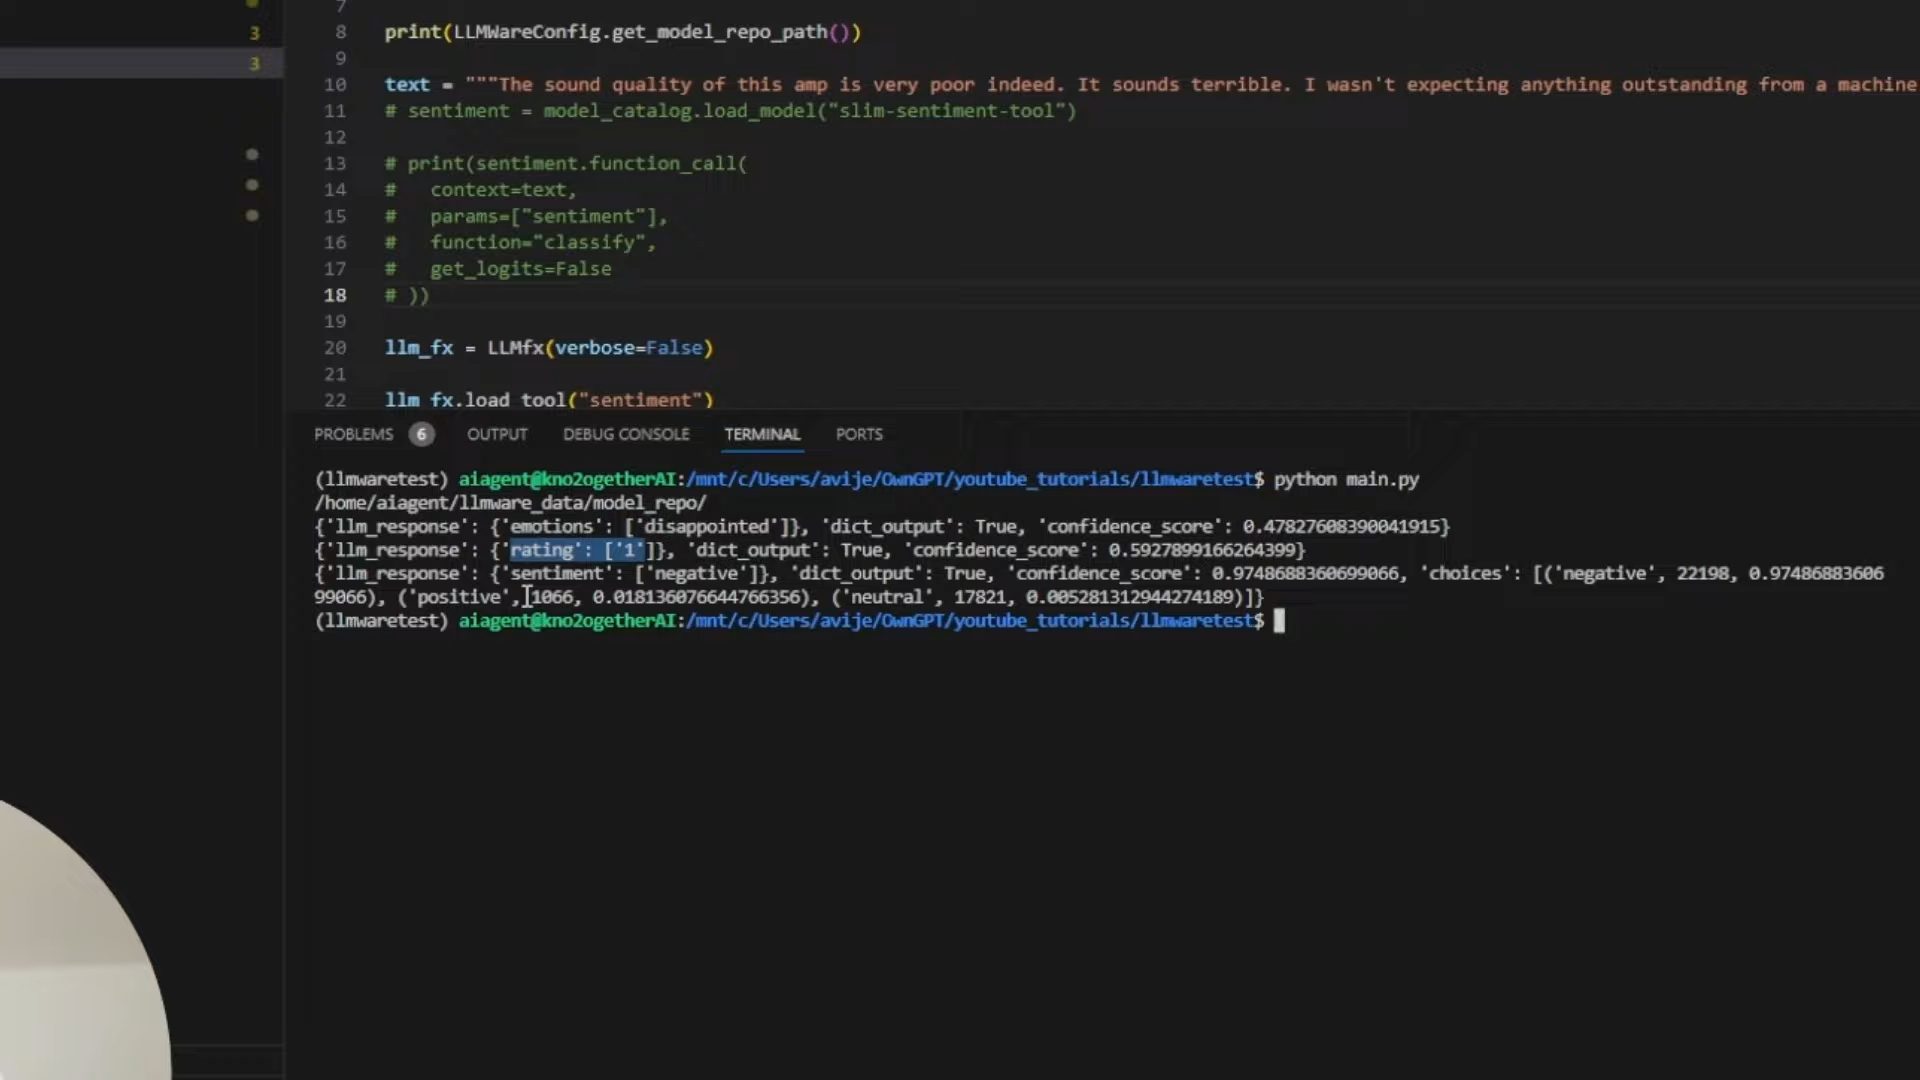 3
3
7
8 print(LLMWareConfig.get_model_repo_path())
9
10 text = """The sound quality of this amp is very poor indeed. It sounds terrible. I wasn't expecting anything outstanding from a machine
11 # sentiment = model_catalog.load_model("slim-sentiment-tool")
12
13 # print(sentiment.function_call(
14 #   context=text,
15 #   params=["sentiment"],
16 #   function="classify",
17 #   get_logits=False
18 # ))
19
20 llm_fx = LLMfx(verbose=False)
21
22 llm_fx.load_tool("sentiment")
PROBLEMS 6 OUTPUT DEBUG CONSOLE TERMINAL PORTS
(llmwaretest) aiagent@kno2ogetherAI:/mnt/c/Users/avije/OwnGPT/youtube_tutorials/llmwaretest$ python main.py
/home/aiagent/llmware_data/model_repo/
{'llm_response': {'emotions': ['disappointed']}, 'dict_output': True, 'confidence_score': 0.47827608390041915}
{'llm_response': {'rating': ['1']}, 'dict_output': True, 'confidence_score': 0.5927899166264399}
{'llm_response': {'sentiment': ['negative']}, 'dict_output': True, 'confidence_score': 0.9748688360699066, 'choices': [('negative', 22198, 0.97486883606
99066), ('positive', 1066, 0.018136076644766356), ('neutral', 17821, 0.005281312944274189)]}
(llmwaretest) aiagent@kno2ogetherAI:/mnt/c/Users/avije/OwnGPT/youtube_tutorials/llmwaretest$